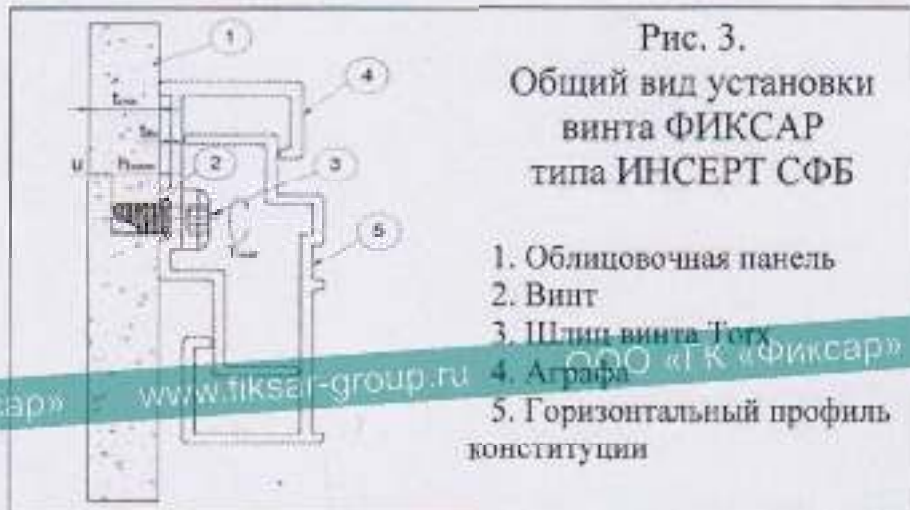 Рис. 3.
Общий вид установки
винта ФИКСАР
типа ИНСЕРТ СФБ
1. Облицовочная панель
2. Винт
3. Шлиц винта Torx
4. Аграфа
5. Горизонтальный профиль
конституции
www.fiksar-group.ru
ООО «ГК «Фиксар»
1
4
2
3
5